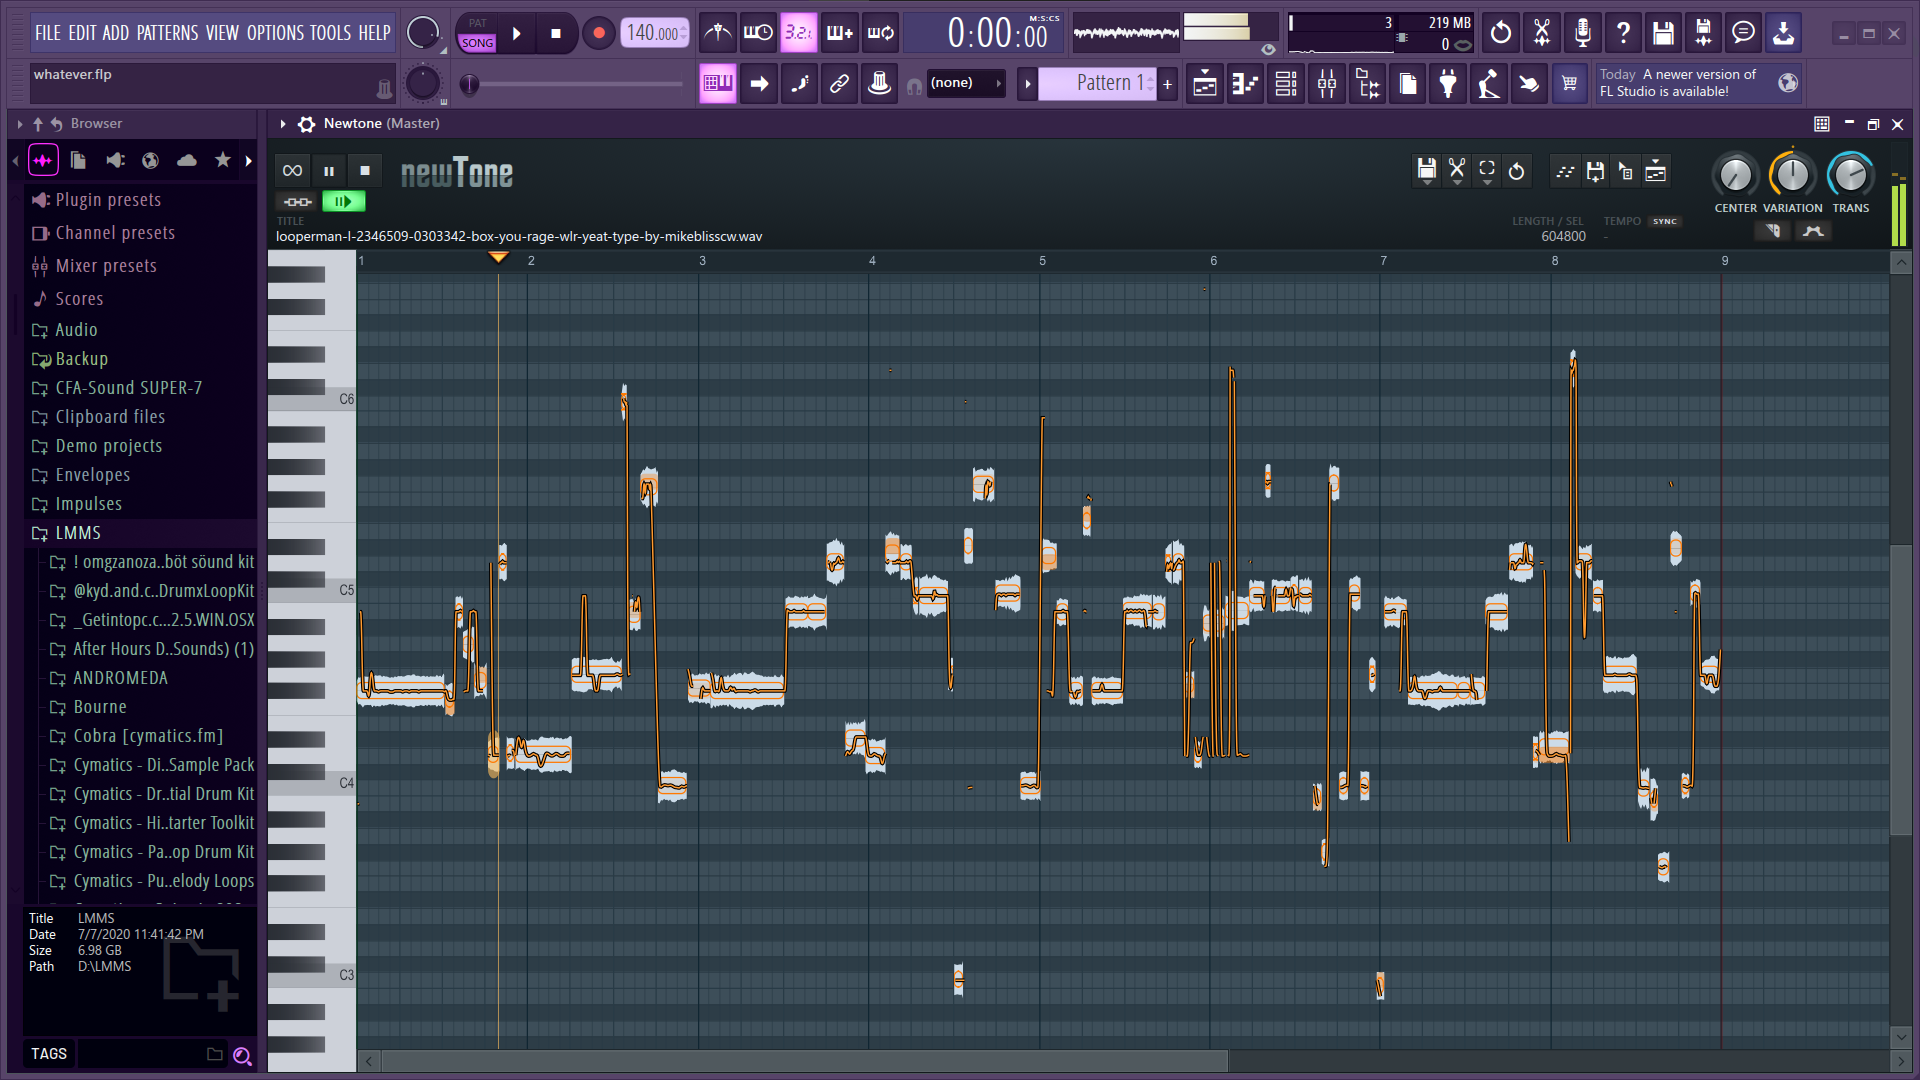 FILE EDIT ADD PATTERNS VIEW OPTIONS TOOLS HELP
PAT
SONG
140.000
3.2.1
0:00:00
M:S:CS
3
219 MB
0
whatever.flp
(none)
Pattern 1
Today A newer version of
FL Studio is available!
Browser
Newtone (Master)
newTone
TITLE
looperman-l-2346509-0303342-box-you-rage-wlr-yeat-type-by-mikeblisscw.wav
LENGTH / SEL
604800
TEMPO SYNC
-
CENTER VARIATION TRANS
1 2 3 4 5 6 7 8 9
C6
C5
C4
C3
Plugin presets
Channel presets
Mixer presets
Scores
Audio
Backup
CFA-Sound SUPER-7
Clipboard files
Demo projects
Envelopes
Impulses
LMMS
! omgzanoza..böt söund kit
@kyd.and.c..DrumxLoopKit
_Getintopc.c...2.5.WIN.OSX
After Hours D..Sounds) (1)
ANDROMEDA
Bourne
Cobra [cymatics.fm]
Cymatics - Di..Sample Pack
Cymatics - Dr..tial Drum Kit
Cymatics - Hi..tarter Toolkit
Cymatics - Pa..op Drum Kit
Cymatics - Pu..elody Loops
Title LMMS
Date 7/7/2020 11:41:42 PM
Size 6.98 GB
Path D:\LMMS
TAGS